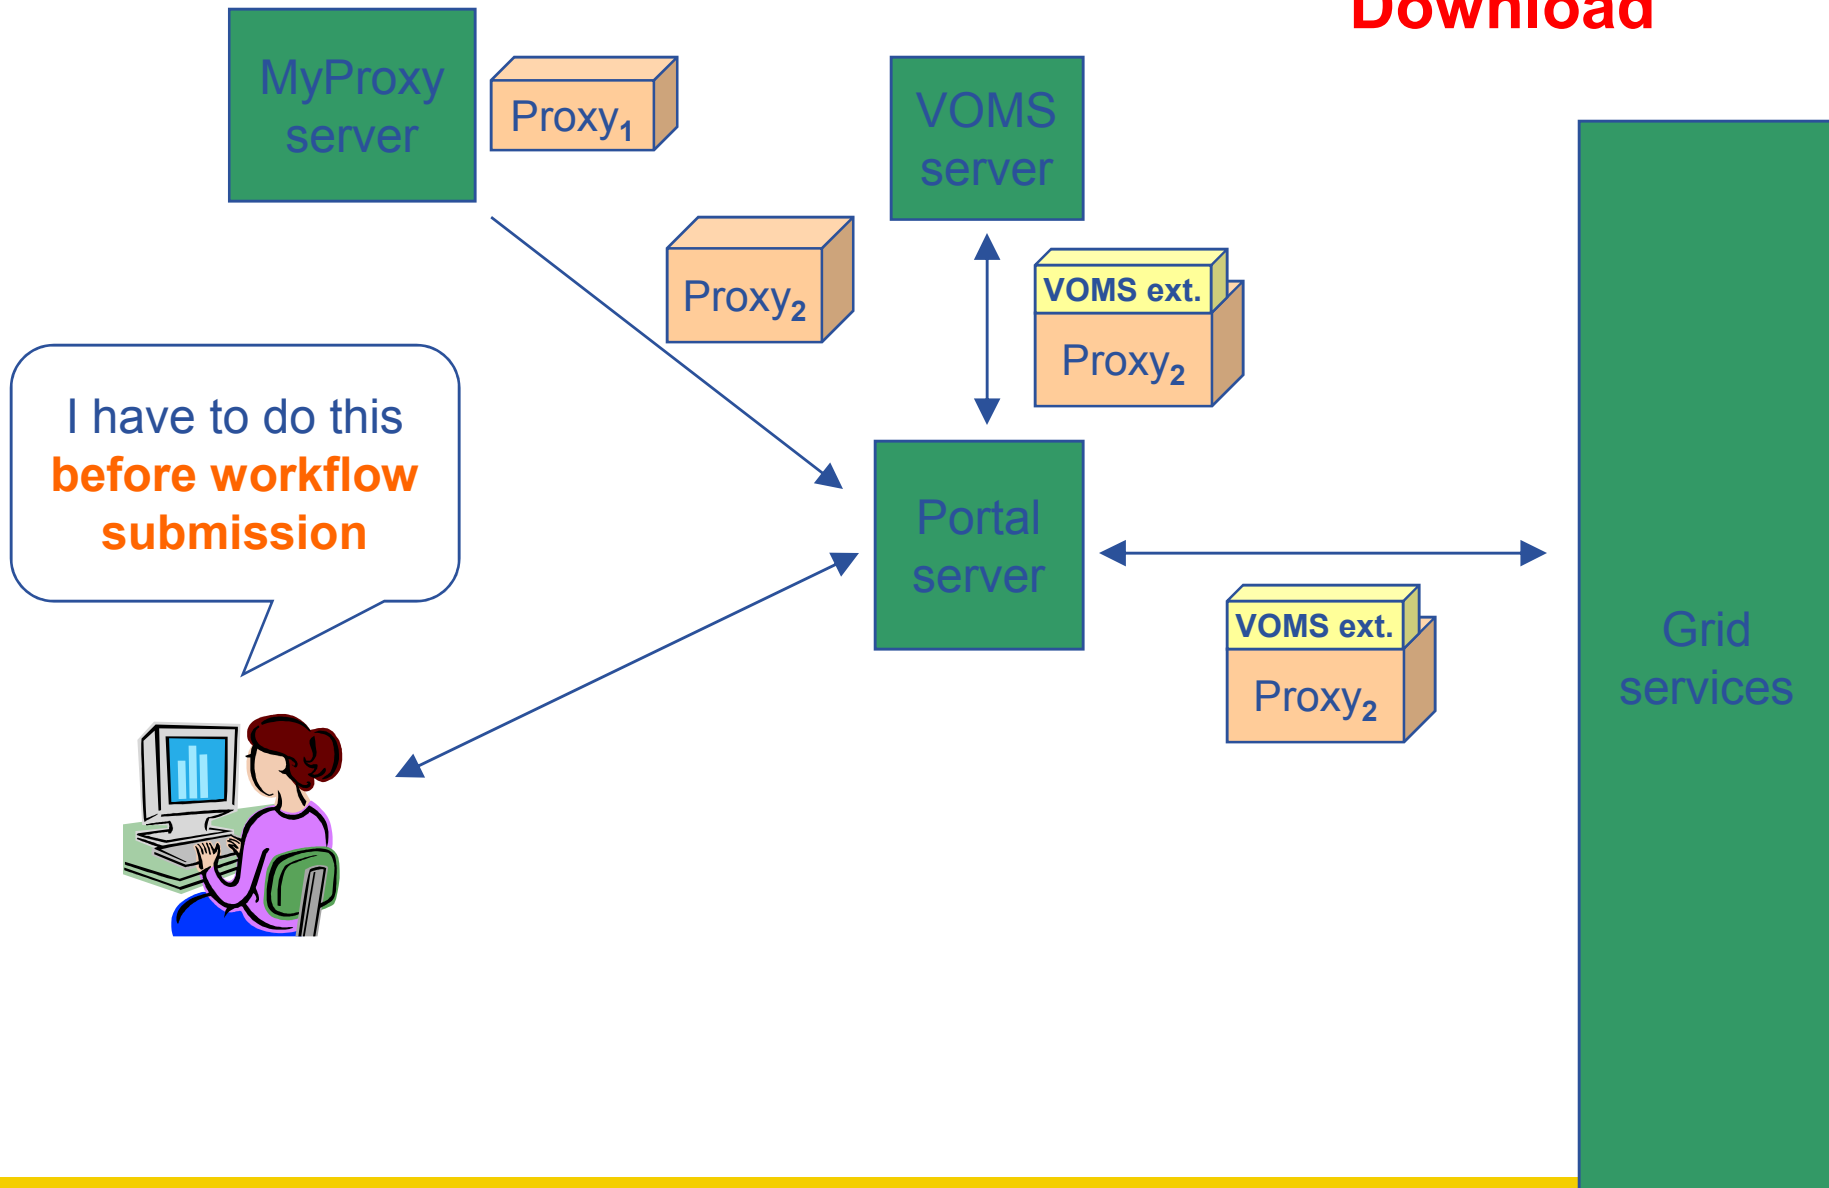 Download
MyProxy
server
Proxy1
VOMS
server
Proxy2
VOMS ext.
Proxy2
I have to do this
before workflow
submission
Portal
server
VOMS ext.
Proxy2
Grid
services